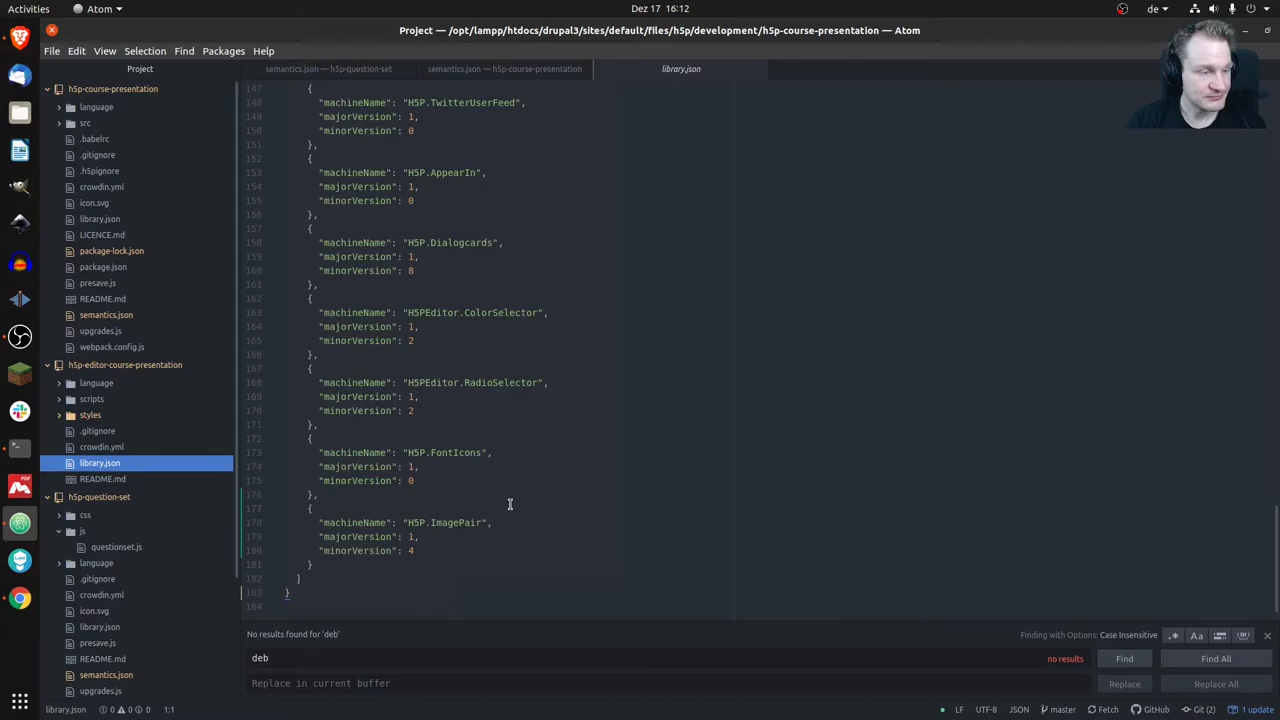 Activities
Atom
Dez 17 16:12
de
Project — /opt/lampp/htdocs/drupal3/sites/default/files/h5p/development/h5p-course-presentation — Atom
File Edit View Selection Find Packages Help
Project
semantics.json — h5p-question-set
semantics.json — h5p-course-presentation
library.json
h5p-course-presentation
language
src
.babelrc
.gitignore
.h5pignore
crowdin.yml
icon.svg
library.json
LICENCE.md
package-lock.json
package.json
presave.js
README.md
semantics.json
upgrades.js
webpack.config.js
h5p-editor-course-presentation
language
scripts
styles
.gitignore
crowdin.yml
library.json
README.md
h5p-question-set
css
js
questionset.js
language
.gitignore
crowdin.yml
icon.svg
library.json
presave.js
README.md
semantics.json
upgrades.js
147 {
148 "machineName": "H5P.TwitterUserFeed",
149 "majorVersion": 1,
150 "minorVersion": 0
151 },
152 {
153 "machineName": "H5P.AppearIn",
154 "majorVersion": 1,
155 "minorVersion": 0
156 },
157 {
158 "machineName": "H5P.Dialogcards",
159 "majorVersion": 1,
160 "minorVersion": 8
161 },
162 {
163 "machineName": "H5PEditor.ColorSelector",
164 "majorVersion": 1,
165 "minorVersion": 2
166 },
167 {
168 "machineName": "H5PEditor.RadioSelector",
169 "majorVersion": 1,
170 "minorVersion": 2
171 },
172 {
173 "machineName": "H5P.FontIcons",
174 "majorVersion": 1,
175 "minorVersion": 0
176 },
177 {
178 "machineName": "H5P.ImagePair",
179 "majorVersion": 1,
180 "minorVersion": 4
181 }
182 ]
183 }
184
No results found for 'deb'
Finding with Options: Case Insensitive
.* Aa
deb
no results
Find
Find All
Replace in current buffer
Replace
Replace All
library.json 0 0 0 1:1
LF UTF-8 JSON master Fetch GitHub Git (2) 1 update